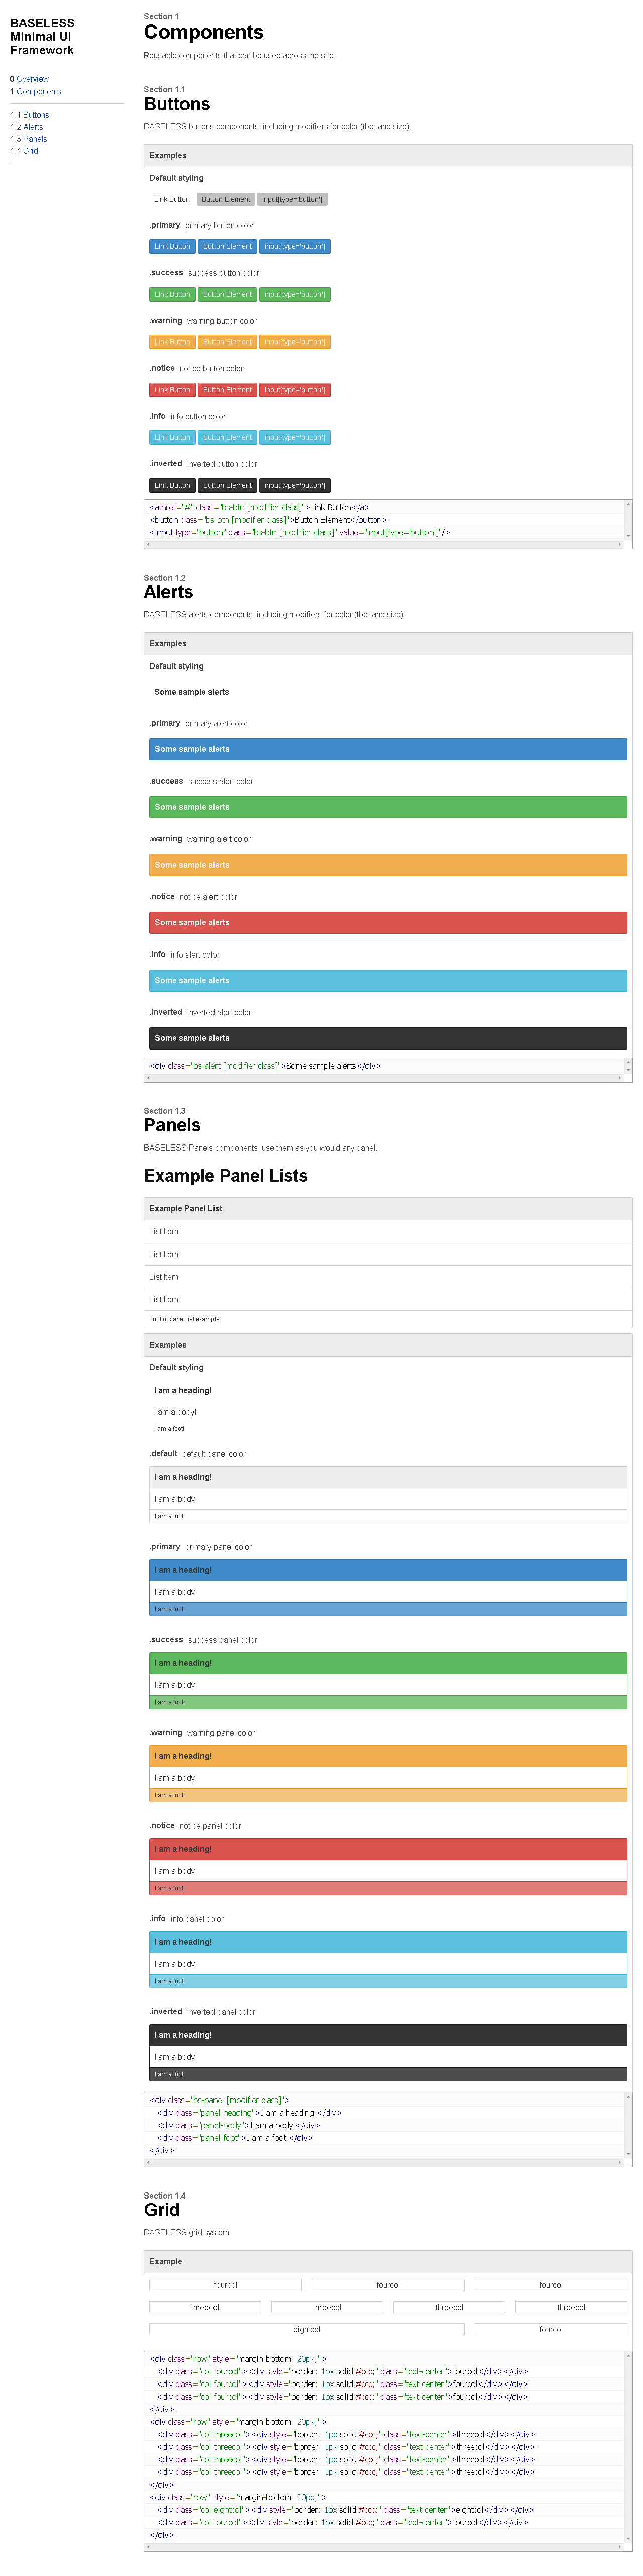 BASELESS
Minimal UI
Framework
0 Overview
1 Components
1.1 Buttons
1.2 Alerts
1.3 Panels
1.4 Grid
Section 1
Components
Reusable components that can be used across the site.
Section 1.1
Buttons
BASELESS buttons components, including modifiers for color (tbd: and size).
Examples
Default styling
Link Button Button Element input[type='button']
.primary primary button color
Link Button Button Element input[type='button']
.success success button color
Link Button Button Element input[type='button']
.warning warning button color
Link Button Button Element input[type='button']
.notice notice button color
Link Button Button Element input[type='button']
.info info button color
Link Button Button Element input[type='button']
.inverted inverted button color
Link Button Button Element input[type='button']
<a href="#" class="bs-btn [modifier class]">Link Button</a>
<button class="bs-btn [modifier class]">Button Element</button>
<input type="button" class="bs-btn [modifier class]" value="input[type='button']"/>
Section 1.2
Alerts
BASELESS alerts components, including modifiers for color (tbd: and size).
Examples
Default styling
Some sample alerts
.primary primary alert color
Some sample alerts
.success success alert color
Some sample alerts
.warning warning alert color
Some sample alerts
.notice notice alert color
Some sample alerts
.info info alert color
Some sample alerts
.inverted inverted alert color
Some sample alerts
<div class="bs-alert [modifier class]">Some sample alerts</div>
Section 1.3
Panels
BASELESS Panels components, use them as you would any panel.
Example Panel Lists
Example Panel List
List Item
List Item
List Item
List Item
Foot of panel list example
Examples
Default styling
I am a heading!
I am a body!
I am a foot!
.default default panel color
I am a heading!
I am a body!
I am a foot!
.primary primary panel color
I am a heading!
I am a body!
I am a foot!
.success success panel color
I am a heading!
I am a body!
I am a foot!
.warning warning panel color
I am a heading!
I am a body!
I am a foot!
.notice notice panel color
I am a heading!
I am a body!
I am a foot!
.info info panel color
I am a heading!
I am a body!
I am a foot!
.inverted inverted panel color
I am a heading!
I am a body!
I am a foot!
<div class="bs-panel [modifier class]">
<div class="panel-heading">I am a heading!</div>
<div class="panel-body">I am a body!</div>
<div class="panel-foot">I am a foot!</div>
</div>
Section 1.4
Grid
BASELESS grid system
Example
fourcol fourcol fourcol
threecol threecol threecol threecol
eightcol fourcol
<div class="row" style="margin-bottom: 20px;">
<div class="col fourcol"><div style="border: 1px solid #ccc;" class="text-center">fourcol</div></div>
<div class="col fourcol"><div style="border: 1px solid #ccc;" class="text-center">fourcol</div></div>
<div class="col fourcol"><div style="border: 1px solid #ccc;" class="text-center">fourcol</div></div>
</div>
<div class="row" style="margin-bottom: 20px;">
<div class="col threecol"><div style="border: 1px solid #ccc;" class="text-center">threecol</div></div>
<div class="col threecol"><div style="border: 1px solid #ccc;" class="text-center">threecol</div></div>
<div class="col threecol"><div style="border: 1px solid #ccc;" class="text-center">threecol</div></div>
<div class="col threecol"><div style="border: 1px solid #ccc;" class="text-center">threecol</div></div>
</div>
<div class="row" style="margin-bottom: 20px;">
<div class="col eightcol"><div style="border: 1px solid #ccc;" class="text-center">eightcol</div></div>
<div class="col fourcol"><div style="border: 1px solid #ccc;" class="text-center">fourcol</div></div>
</div>